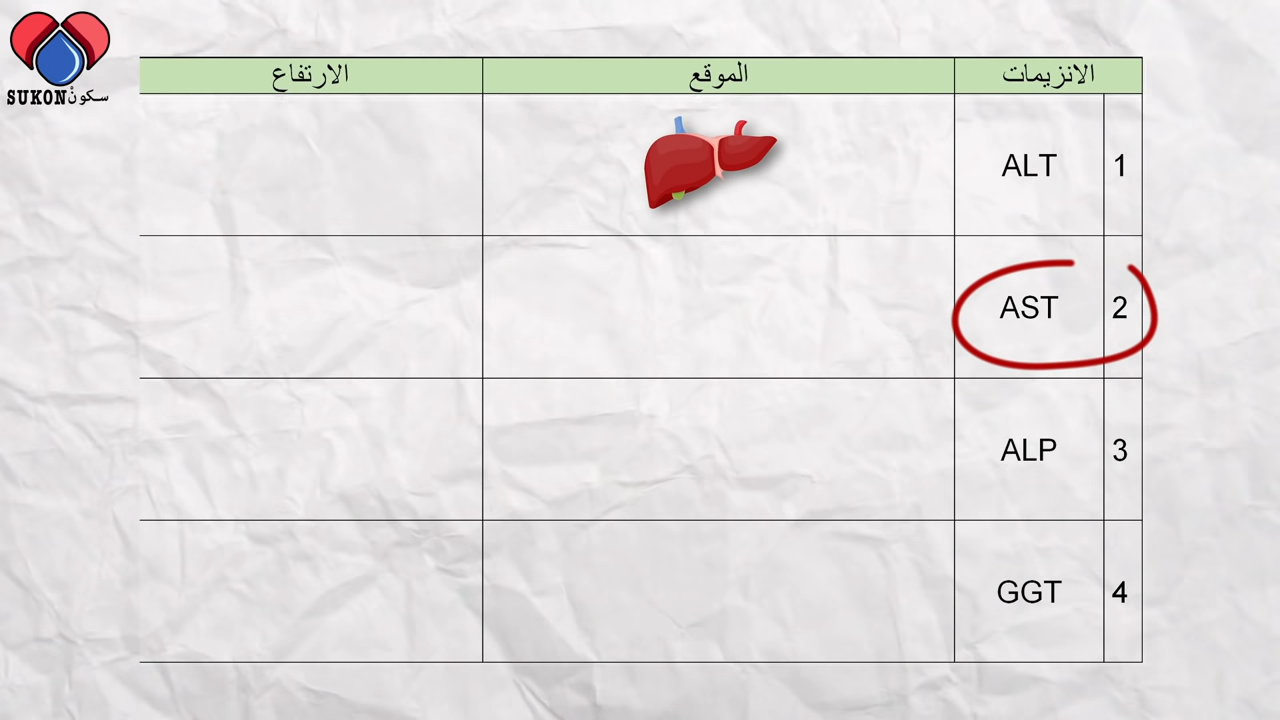 SUKON سكون
الانزيمات الموقع الارتفاع
1 ALT
2 AST
3 ALP
4 GGT